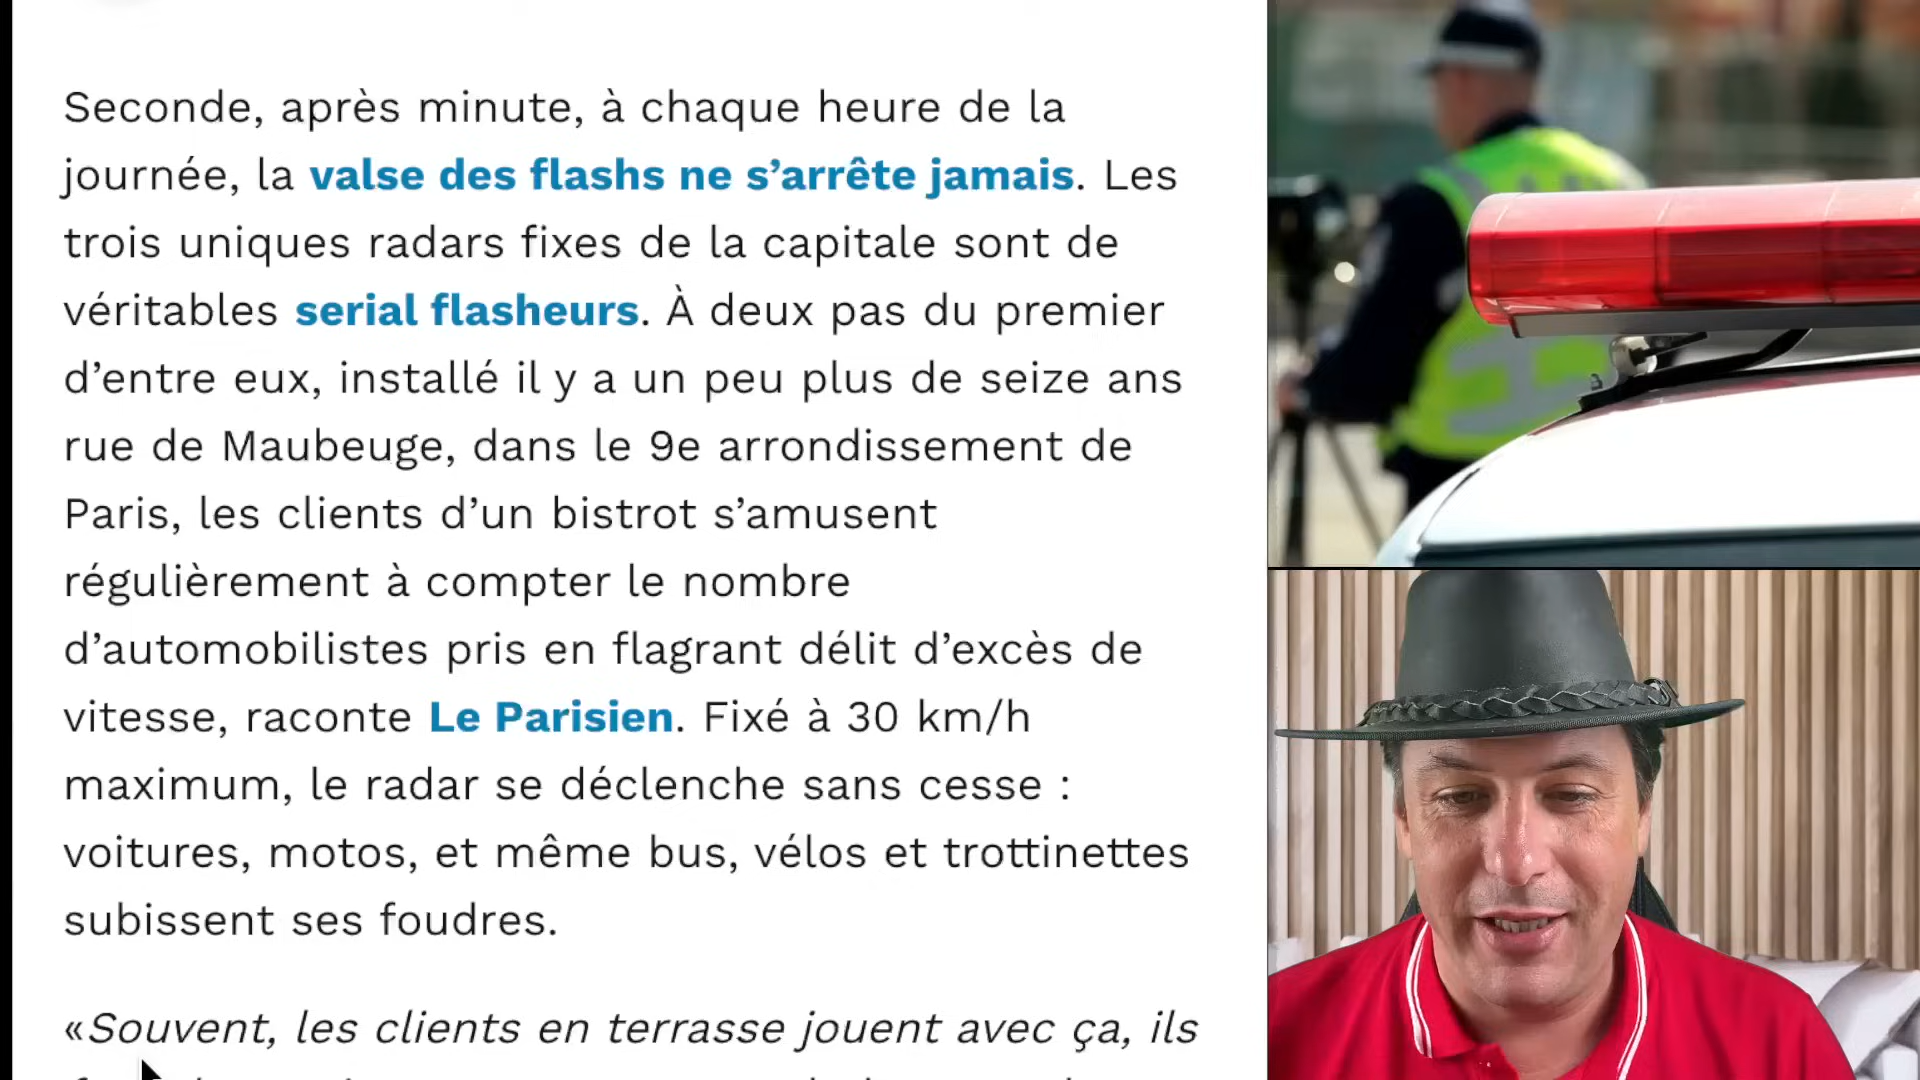 Seconde, après minute, à chaque heure de la
journée, la valse des flashs ne s’arrête jamais. Les
trois uniques radars fixes de la capitale sont de
véritables serial flasheurs. À deux pas du premier
d’entre eux, installé il y a un peu plus de seize ans
rue de Maubeuge, dans le 9e arrondissement de
Paris, les clients d’un bistrot s’amusent
régulièrement à compter le nombre
d’automobilistes pris en flagrant délit d’excès de
vitesse, raconte Le Parisien. Fixé à 30 km/h
maximum, le radar se déclenche sans cesse :
voitures, motos, et même bus, vélos et trottinettes
subissent ses foudres.
«Souvent, les clients en terrasse jouent avec ça, ils